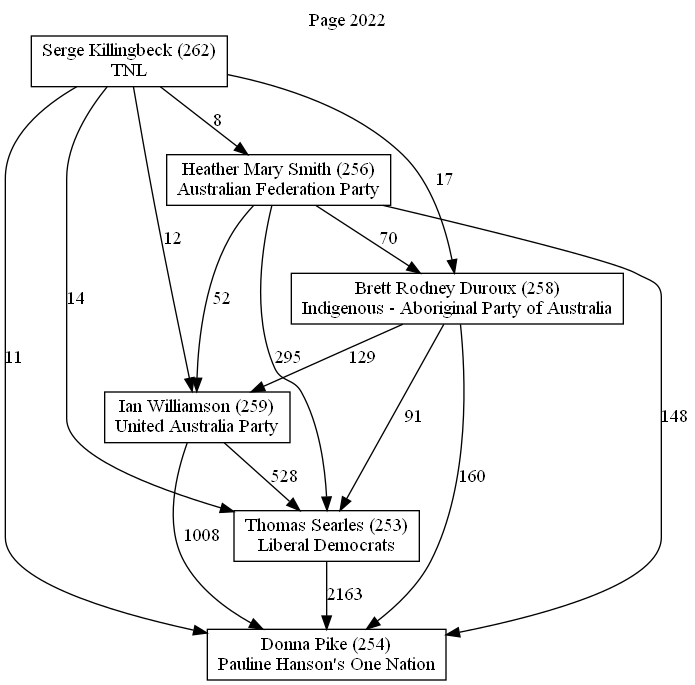 Page 2022
Serge Killingbeck (262)
TNL
8
Heather Mary Smith (256)
Australian Federation Party
17
12
52
70
Brett Rodney Duroux (258)
Indigenous - Aboriginal Party of Australia
14
11
295
129
Ian Williamson (259)
United Australia Party
91
148
528
160
1008
Thomas Searles (253)
Liberal Democrats
2163
Donna Pike (254)
Pauline Hanson's One Nation